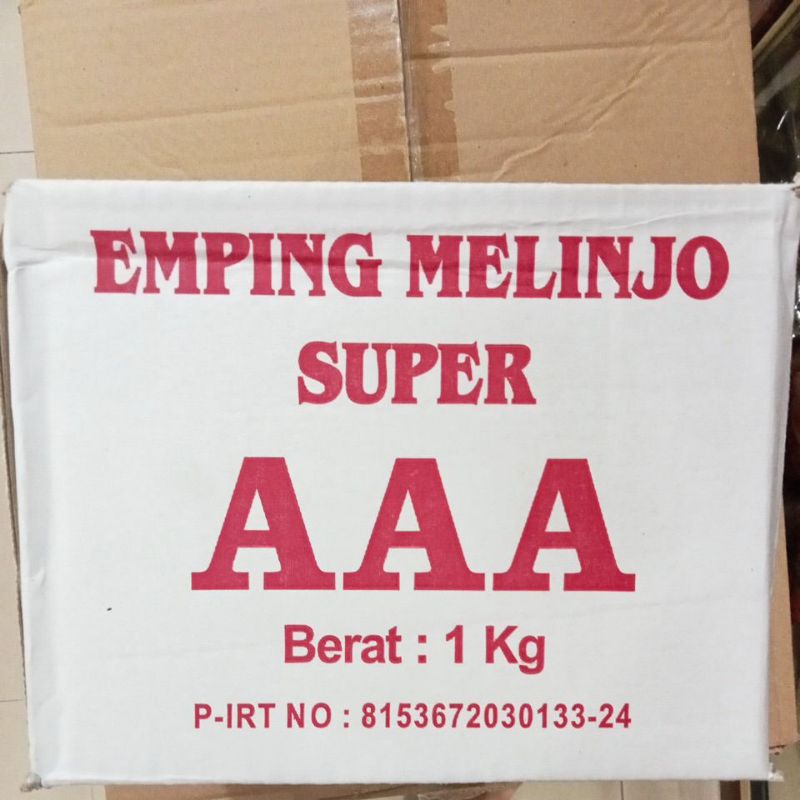 EMPING MELINJO
SUPER
AAA
Berat : 1 Kg
P-IRT NO : 8153672030133-24